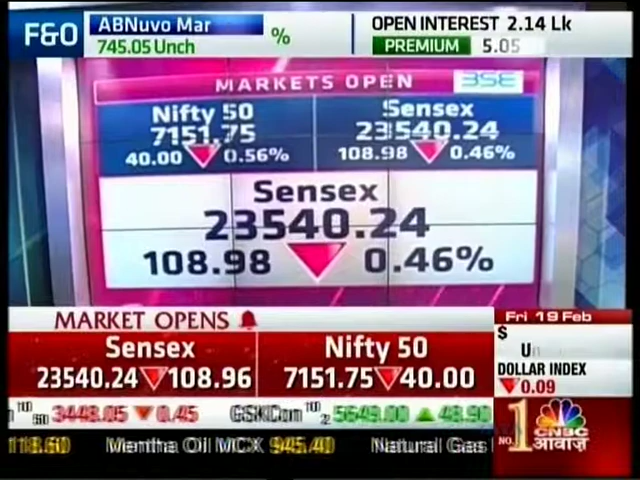 F&O
ABNuvo Mar
745.05 Unch
%
OPEN INTEREST 2.14 Lk
PREMIUM 5.05
MARKETS OPEN BSE
Nifty 50
7151.75
40.00 ▼ 0.56%
Sensex
23540.24
108.98 ▼ 0.46%
Sensex
23540.24
108.98 ▼ 0.46%
MARKET OPENS
Sensex
23540.24 ▼ 108.96
Nifty 50
7151.75 ▼ 40.00
Fri 19 Feb
$
DOLLAR INDEX
▼ 0.09
3448.05 ▼ 0.45 GSKCon 5649.00 ▲ 48.90
118.60 Mentha Oil MCX 945.40 Natural Gas
NO. 1
CNBC
आवाज़